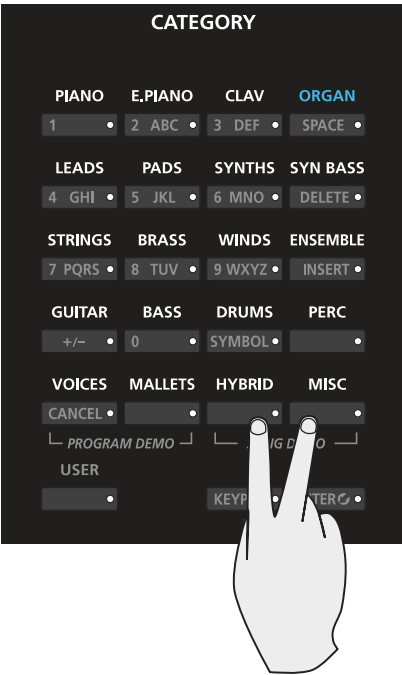 CATEGORY
PIANO E.PIANO CLAV ORGAN
1 2 ABC 3 DEF SPACE
LEADS PADS SYNTHS SYN BASS
4 GHI 5 JKL 6 MNO DELETE
STRINGS BRASS WINDS ENSEMBLE
7 PQRS 8 TUV 9 WXYZ INSERT
GUITAR BASS DRUMS PERC
+/− 0 SYMBOL
VOICES MALLETS HYBRID MISC
CANCEL
PROGRAM DEMO
USER